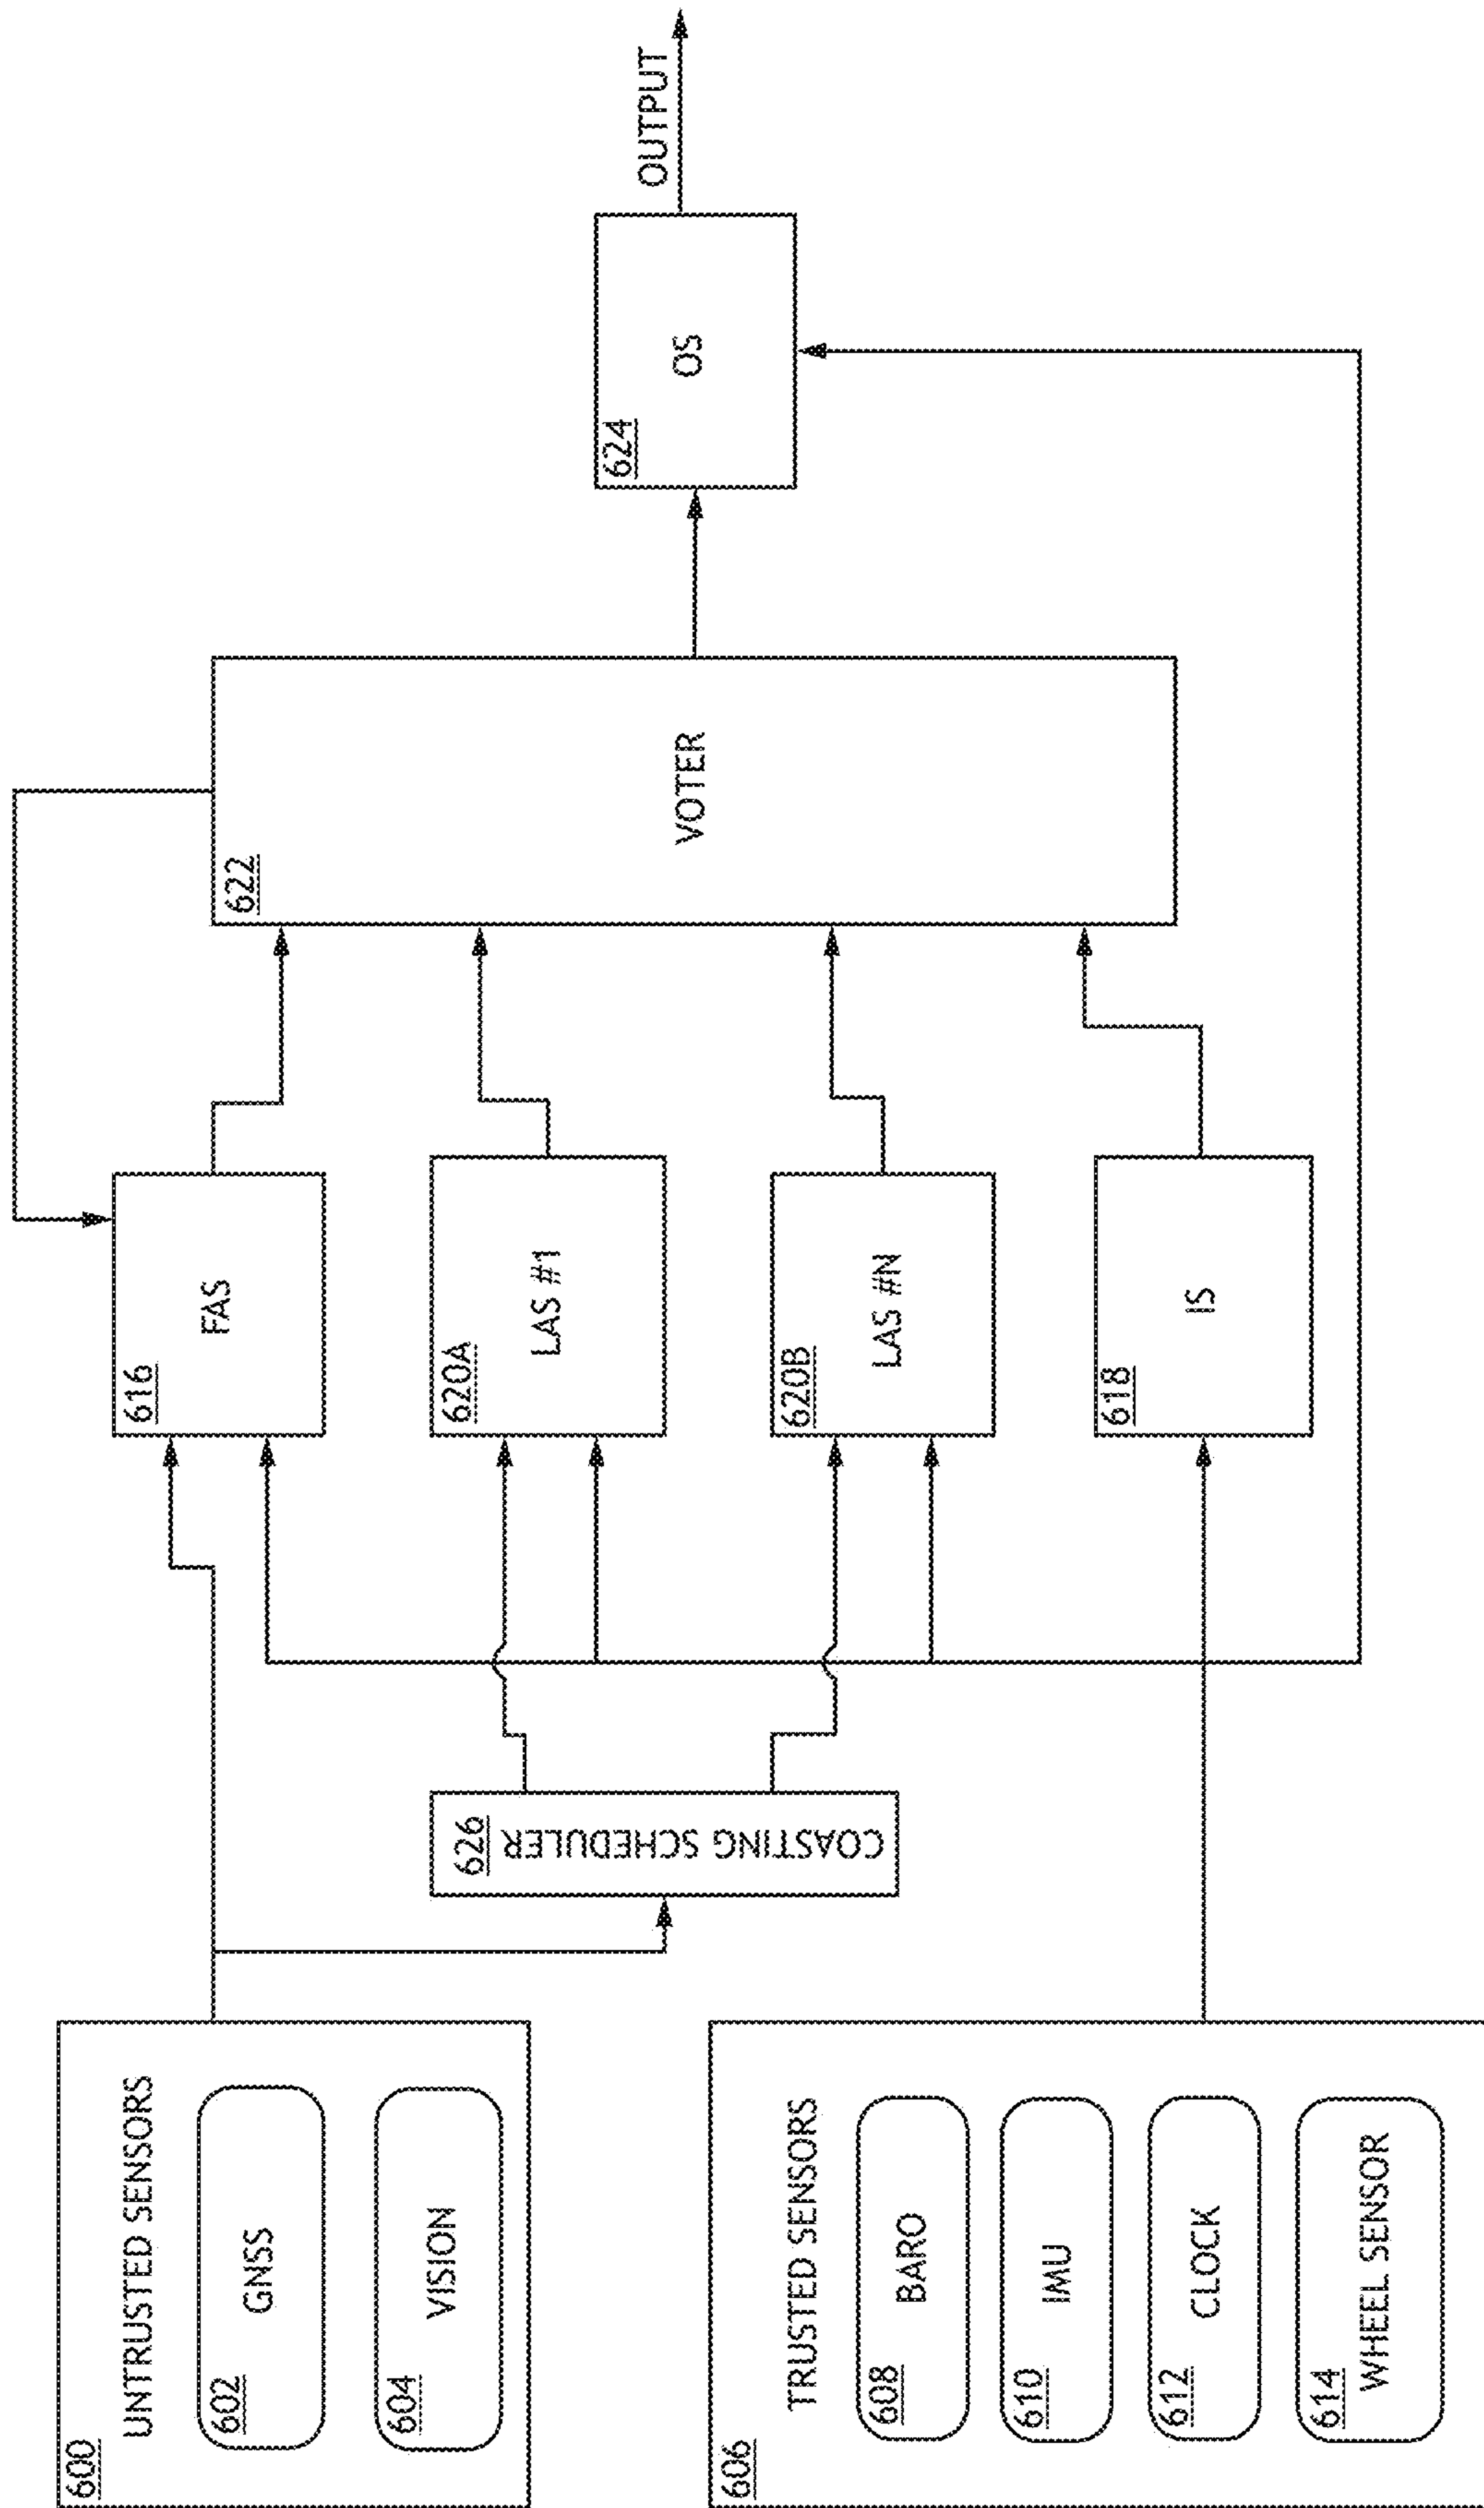 600
UNTRUSTED SENSORS
602
GNSS
604
VISION
606
TRUSTED SENSORS
608
BARO
610
IMU
612
CLOCK
614
WHEEL SENSOR
626
COASTING SCHEDULER
616
FAS
620A
LAS #1
620B
LAS #N
618
IS
622
VOTER
624
OS
OUTPUT